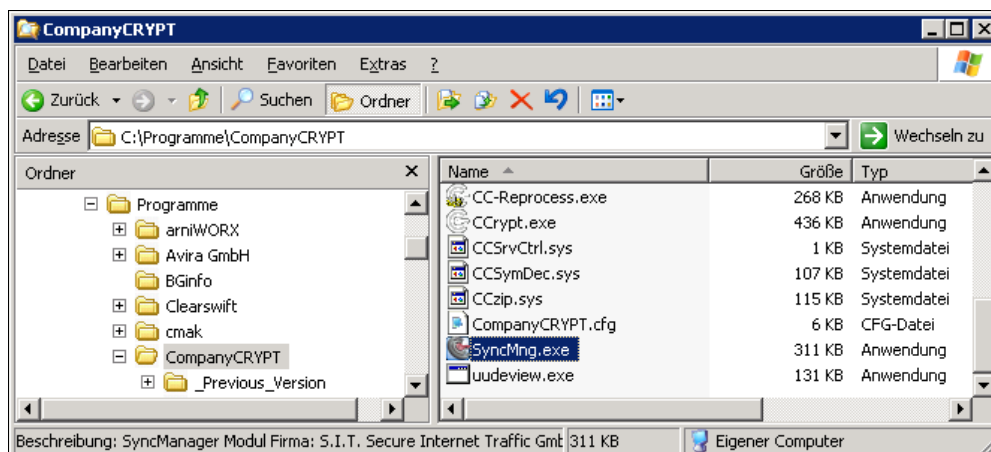 CompanyCRYPT
Datei Bearbeiten Ansicht Favoriten Extras ?
Zurück Suchen Ordner
Adresse C:\Programme\CompanyCRYPT Wechseln zu
Ordner
Programme
arniWORX
Avira GmbH
BGinfo
Clearswift
cmak
CompanyCRYPT
_Previous_Version
Name Größe Typ
CC-Reprocess.exe 268 KB Anwendung
CCrypt.exe 436 KB Anwendung
CCSrvCtrl.sys 1 KB Systemdatei
CCSymDec.sys 107 KB Systemdatei
CCzip.sys 115 KB Systemdatei
CompanyCRYPT.cfg 6 KB CFG-Datei
SyncMng.exe 311 KB Anwendung
uudeview.exe 131 KB Anwendung
Beschreibung: SyncManager Modul Firma: S.I.T. Secure Internet Traffic Gmb 311 KB Eigener Computer